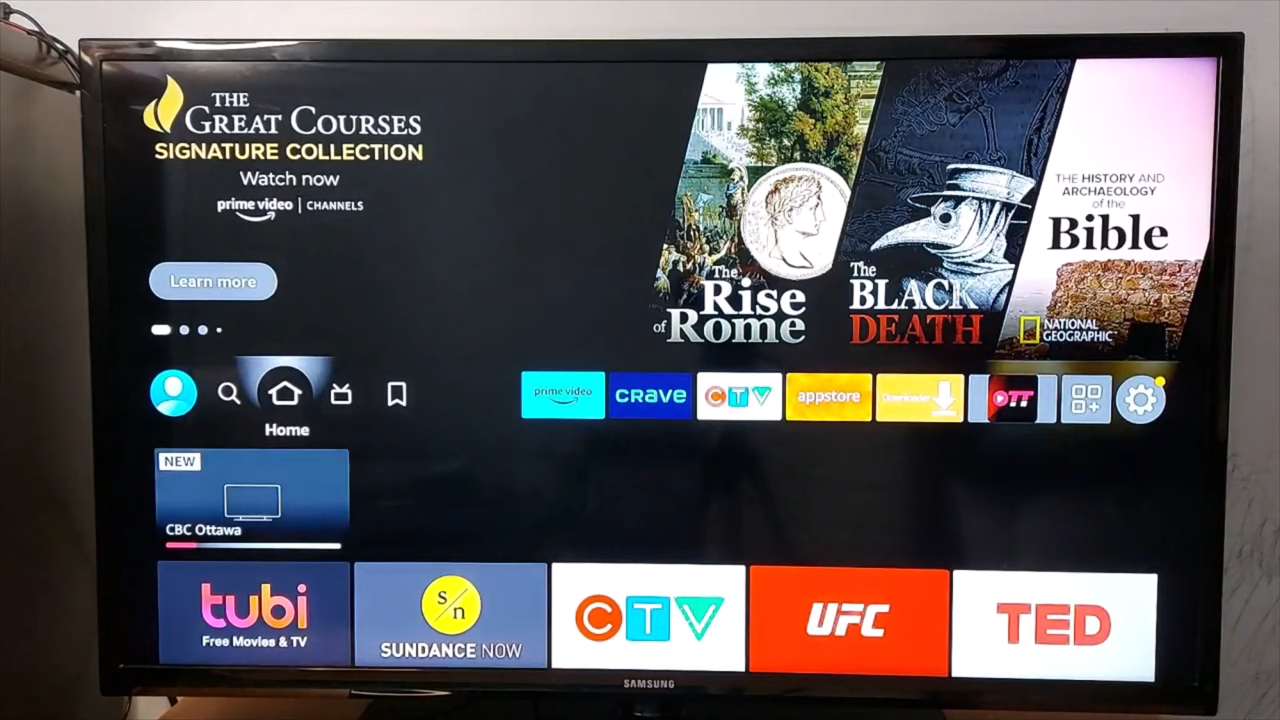 THE
GREAT COURSES
SIGNATURE COLLECTION
Watch now
prime video | CHANNELS
Learn more
The
Rise
of Rome
The
BLACK
DEATH
THE HISTORY AND
ARCHAEOLOGY
of the
Bible
NATIONAL
GEOGRAPHIC
prime video
CRAVE
CTV
appstore
Downloader
TT
Home
NEW
CBC Ottawa
tubi
Free Movies & TV
s/n
SUNDANCE NOW
CTV
UFC
TED
SAMSUNG